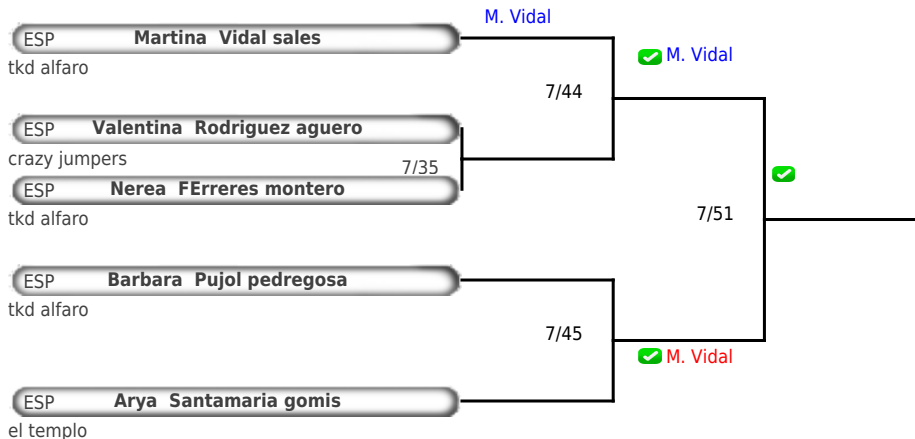 M. Vidal
ESP Martina Vidal sales
M. Vidal
tkd alfaro
7/44
ESP Valentina Rodriguez aguero
crazy jumpers
7/35
ESP Nerea FErreres montero
tkd alfaro
7/51
ESP Barbara Pujol pedregosa
tkd alfaro
7/45
M. Vidal
ESP Arya Santamaria gomis
el templo